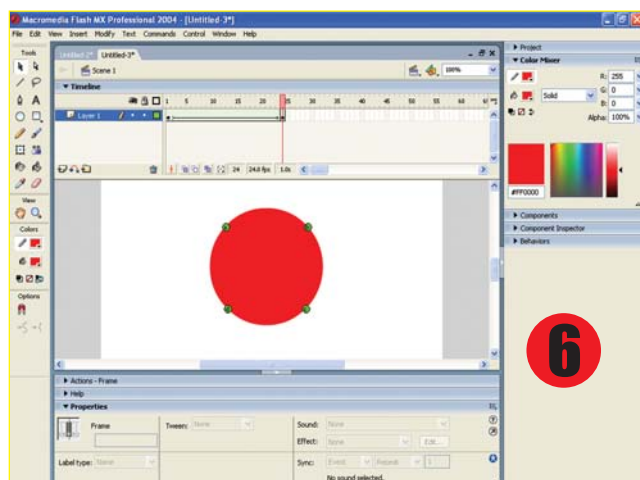 Macromedia Flash MX Professional 2004 - [Untitled-3*]
File Edit View Insert Modify Text Commands Control Window Help
Tools
Untitled-2* Untitled-3*
Scene 1
100%
Timeline
1 5 10 15 20 25 30 35 40 45 50 55 60 65
Layer 1
24 24.0 fps 1.0s
View
Colors
Options
Project
Color Mixer
R: 255
Solid
G: 0
B: 0
Alpha: 100%
#FF0000
Components
Component Inspector
Behaviors
6
Actions - Frame
Help
Properties
Frame
Tween: None
Sound: None
Effect: None Edit...
Label type: Name
Sync: Event Repeat 1
No sound selected.